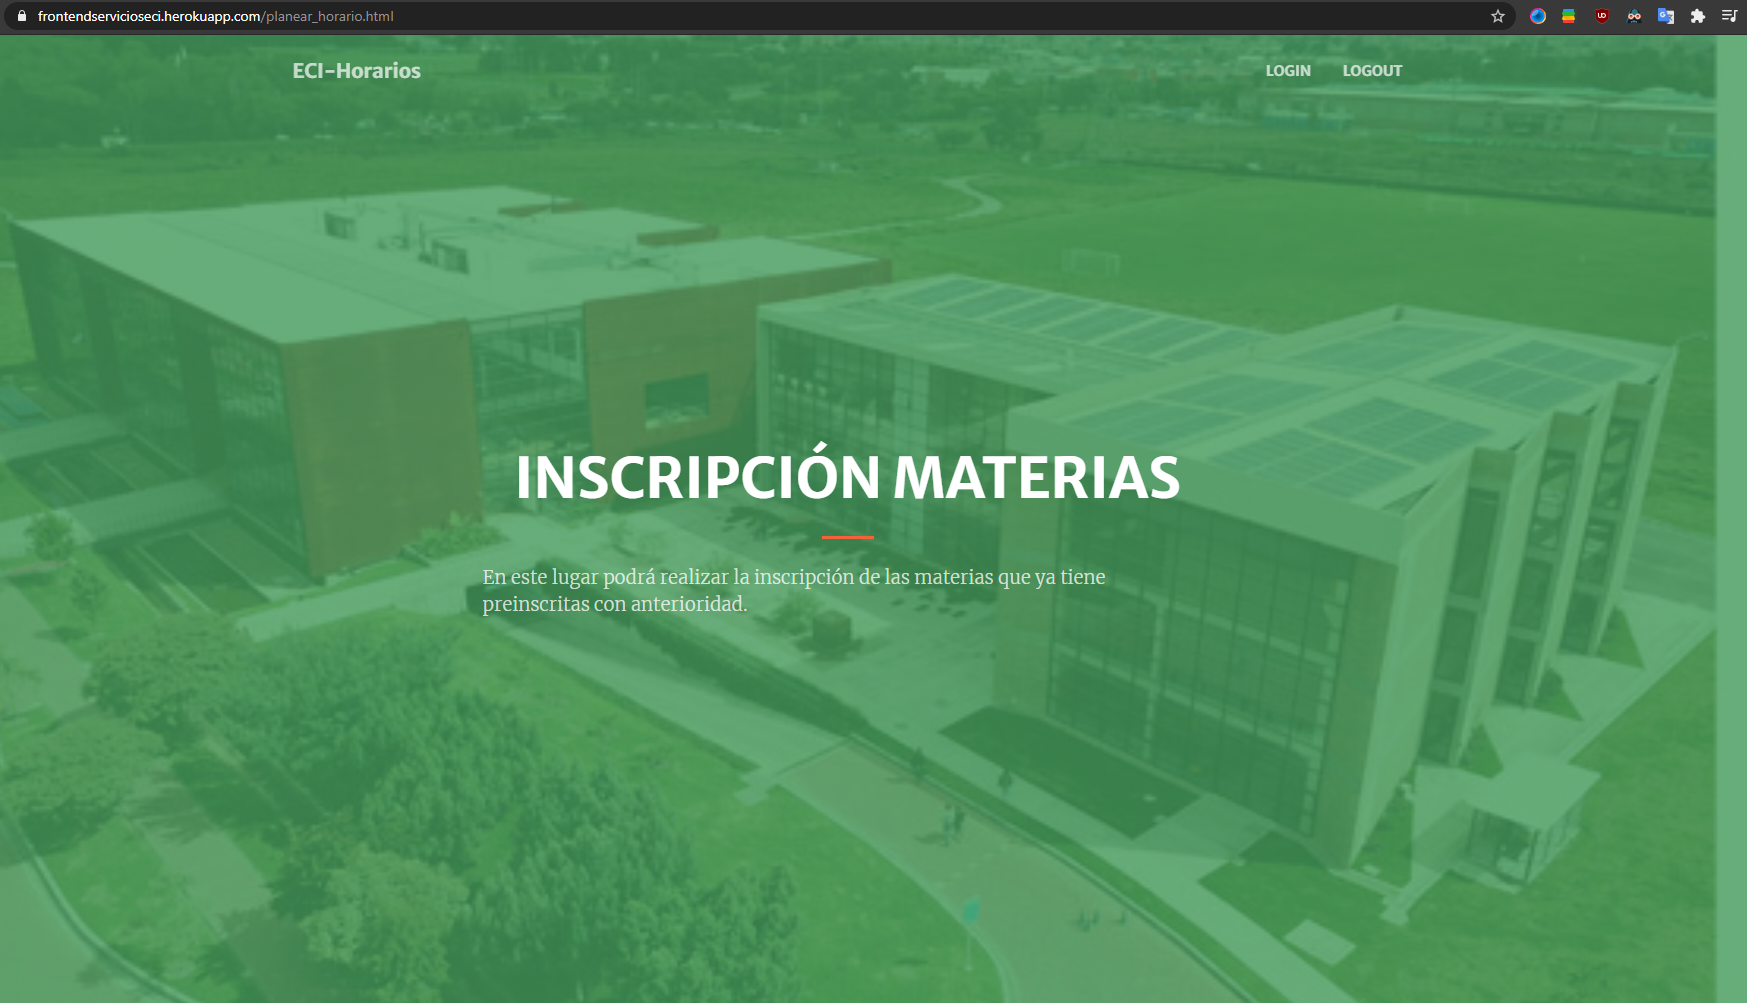 frontendservicioseci.herokuapp.com/planear_horario.html
ECI-Horarios
LOGIN LOGOUT
INSCRIPCIÓN MATERIAS
En este lugar podrá realizar la inscripción de las materias que ya tiene
preinscritas con anterioridad.